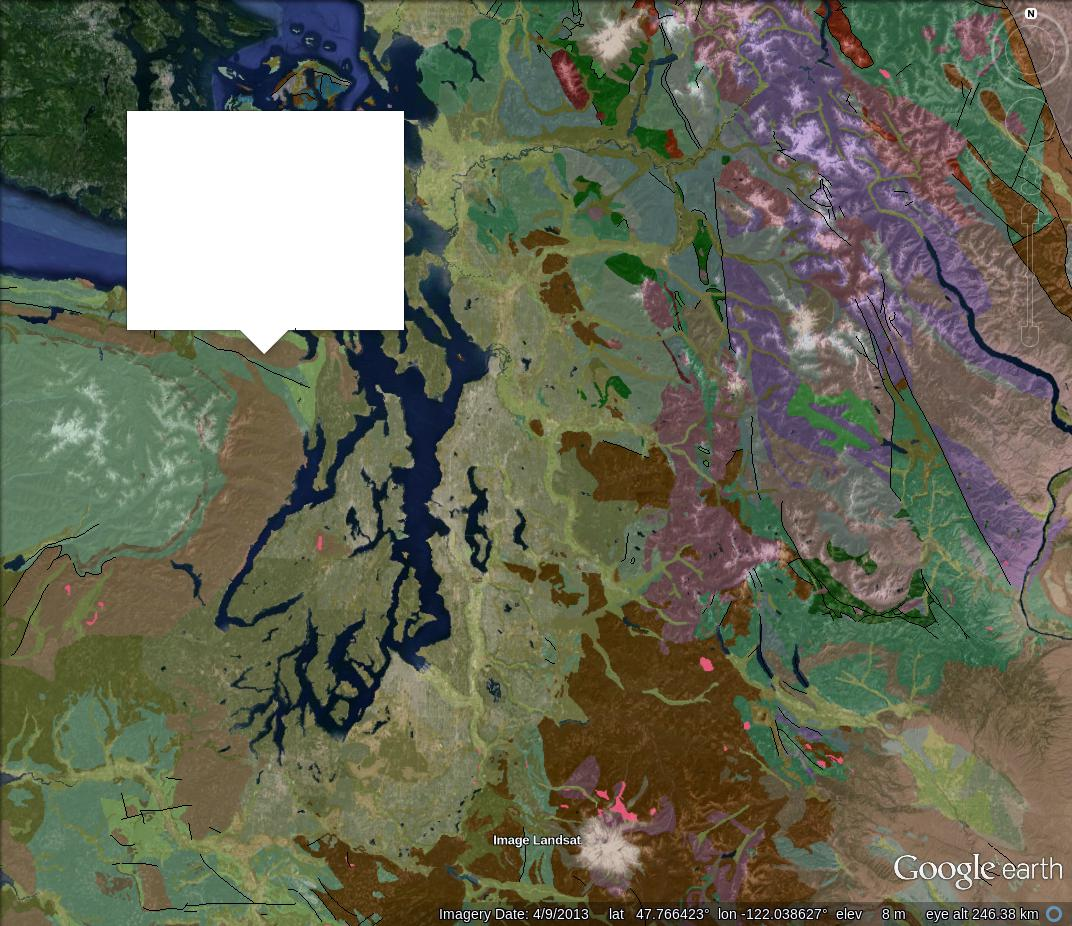 N
Image Landsat
Google earth
Imagery Date: 4/9/2013 lat 47.766423° lon -122.038627° elev 8 m eye alt 246.38 km